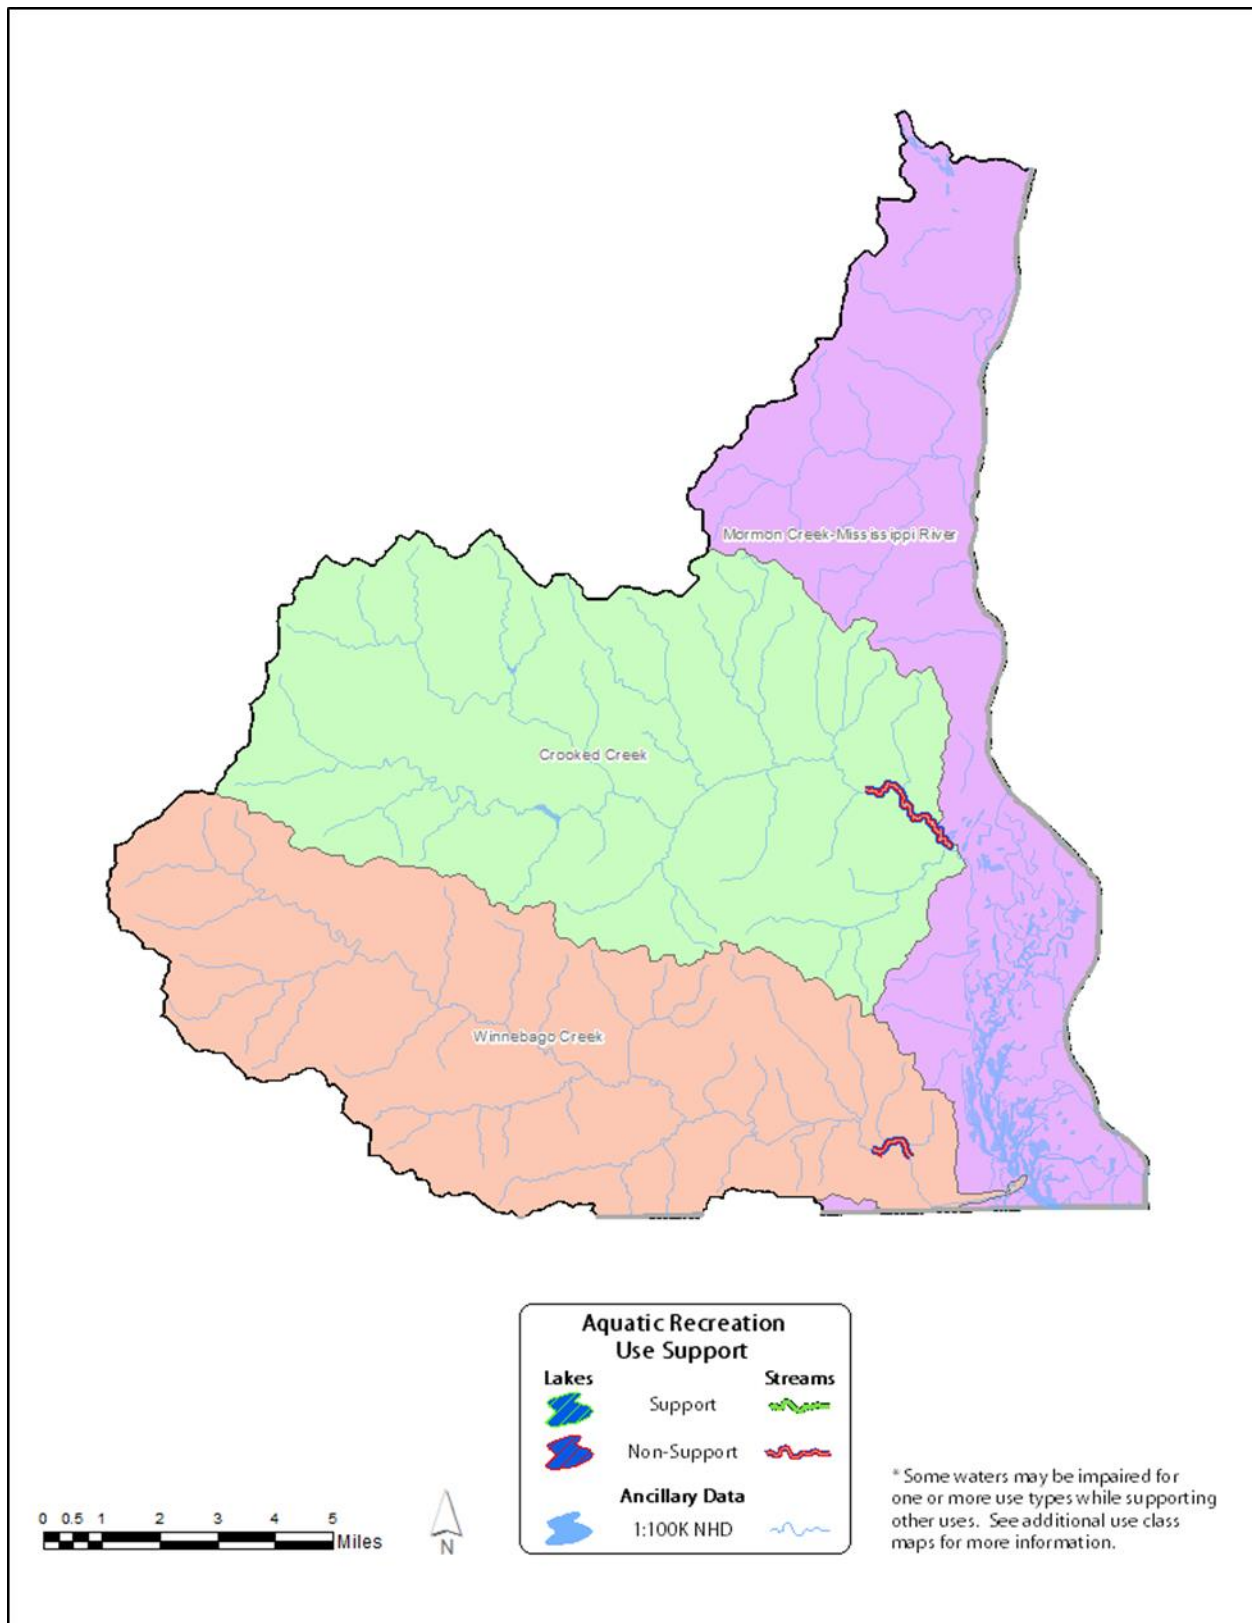 Mormon Creek-Mississippi River
Crooked Creek
Winnebago Creek
Aquatic Recreation
Use Support
Lakes Streams
Support
Non-Support
Ancillary Data
1:100K NHD
0 0.5 1 2 3 4 5
Miles
N
* Some waters may be impaired for
one or more use types while supporting
other uses. See additional use class
maps for more information.